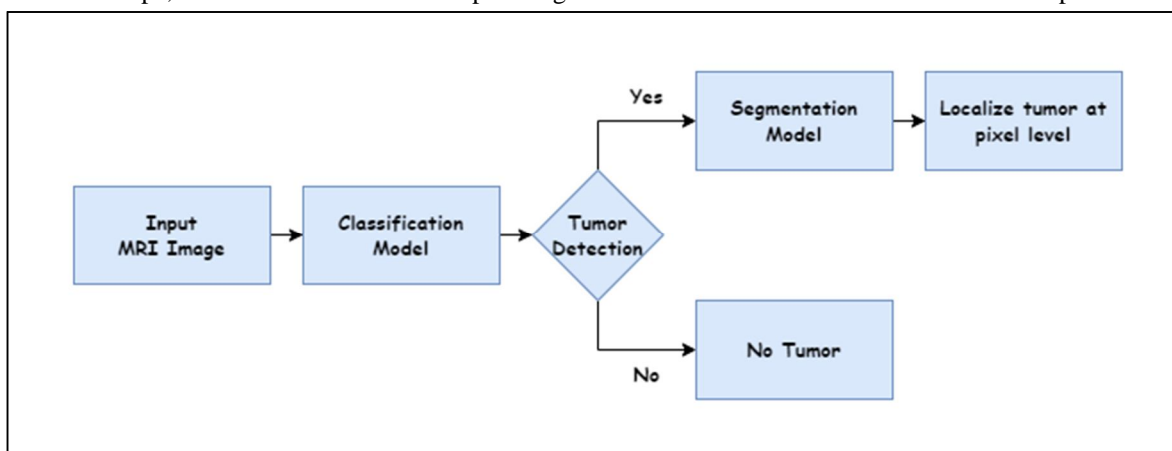 Yes
Segmentation
Model
Localize tumor at
pixel level
Input
MRI Image
Classification
Model
Tumor
Detection
No Tumor
No